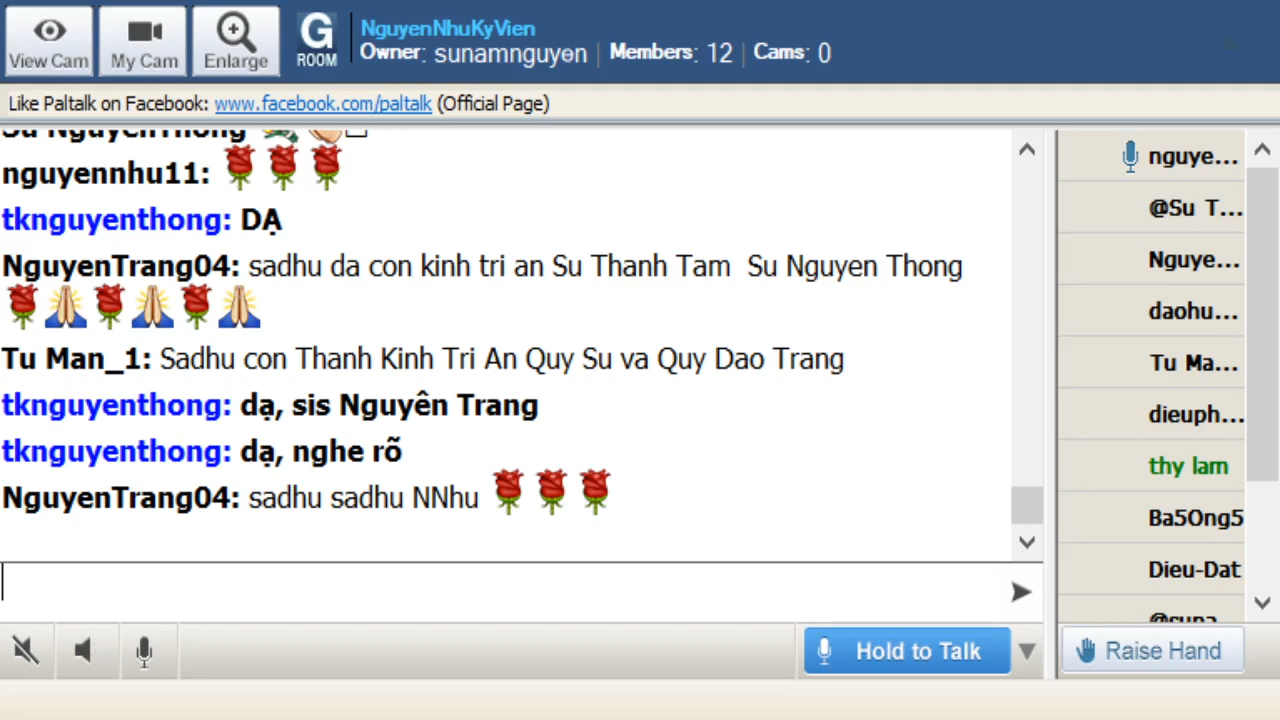 View Cam
My Cam
Enlarge
G
ROOM
NguyenNhuKyVien
Owner: sunamnguyen | Members: 12 | Cams: 0
Like Paltalk on Facebook: www.facebook.com/paltalk (Official Page)
Su NguyenThong
nguyennhu11:
tknguyenthong: DẠ
NguyenTrang04: sadhu da con kinh tri an Su Thanh Tam Su Nguyen Thong
Tu Man_1: Sadhu con Thanh Kinh Tri An Quy Su va Quy Dao Trang
tknguyenthong: dạ, sis Nguyên Trang
tknguyenthong: dạ, nghe rõ
NguyenTrang04: sadhu sadhu NNhu
nguye...
@Su T...
Nguye...
daohu...
Tu Ma...
dieuph...
thy lam
Ba5Ong5
Dieu-Dat
Hold to Talk
Raise Hand